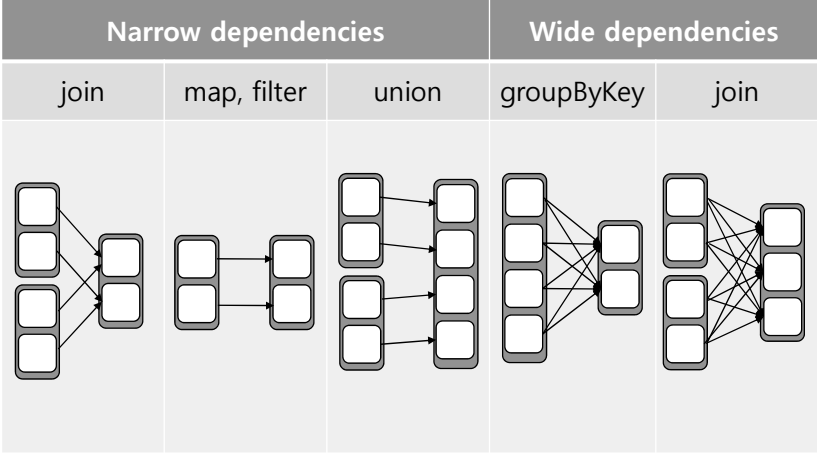 Narrow dependencies Wide dependencies
join map, filter union groupByKey join